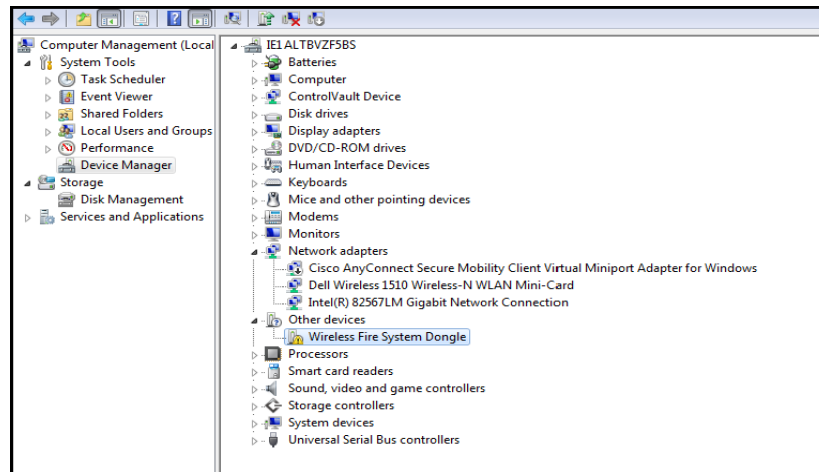 Computer Management (Local
System Tools
Task Scheduler
Event Viewer
Shared Folders
Local Users and Groups
Performance
Device Manager
Storage
Disk Management
Services and Applications
IE1ALTBVZF5BS
Batteries
Computer
ControlVault Device
Disk drives
Display adapters
DVD/CD-ROM drives
Human Interface Devices
Keyboards
Mice and other pointing devices
Modems
Monitors
Network adapters
Cisco AnyConnect Secure Mobility Client Virtual Miniport Adapter for Windows
Dell Wireless 1510 Wireless-N WLAN Mini-Card
Intel(R) 82567LM Gigabit Network Connection
Other devices
Wireless Fire System Dongle
Processors
Smart card readers
Sound, video and game controllers
Storage controllers
System devices
Universal Serial Bus controllers